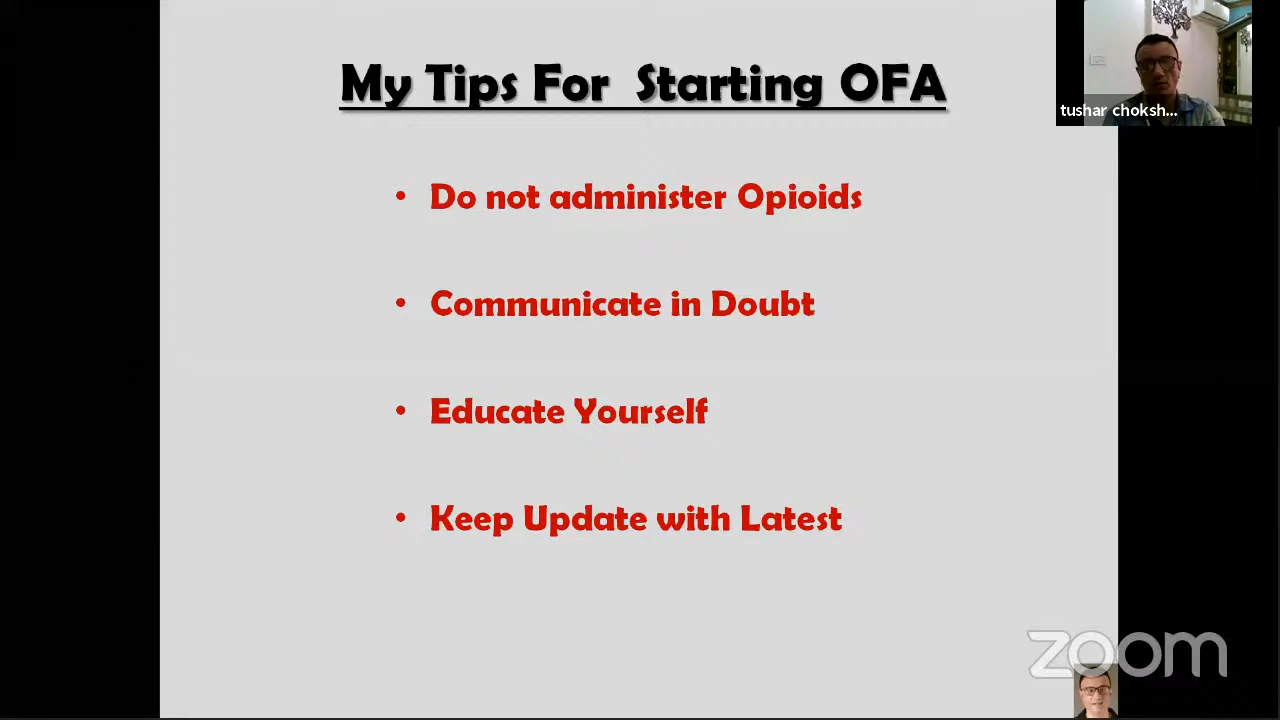 My Tips For Starting OFA
tushar choksh...
• Do not administer Opioids
• Communicate in Doubt
• Educate Yourself
• Keep Update with Latest
zoom